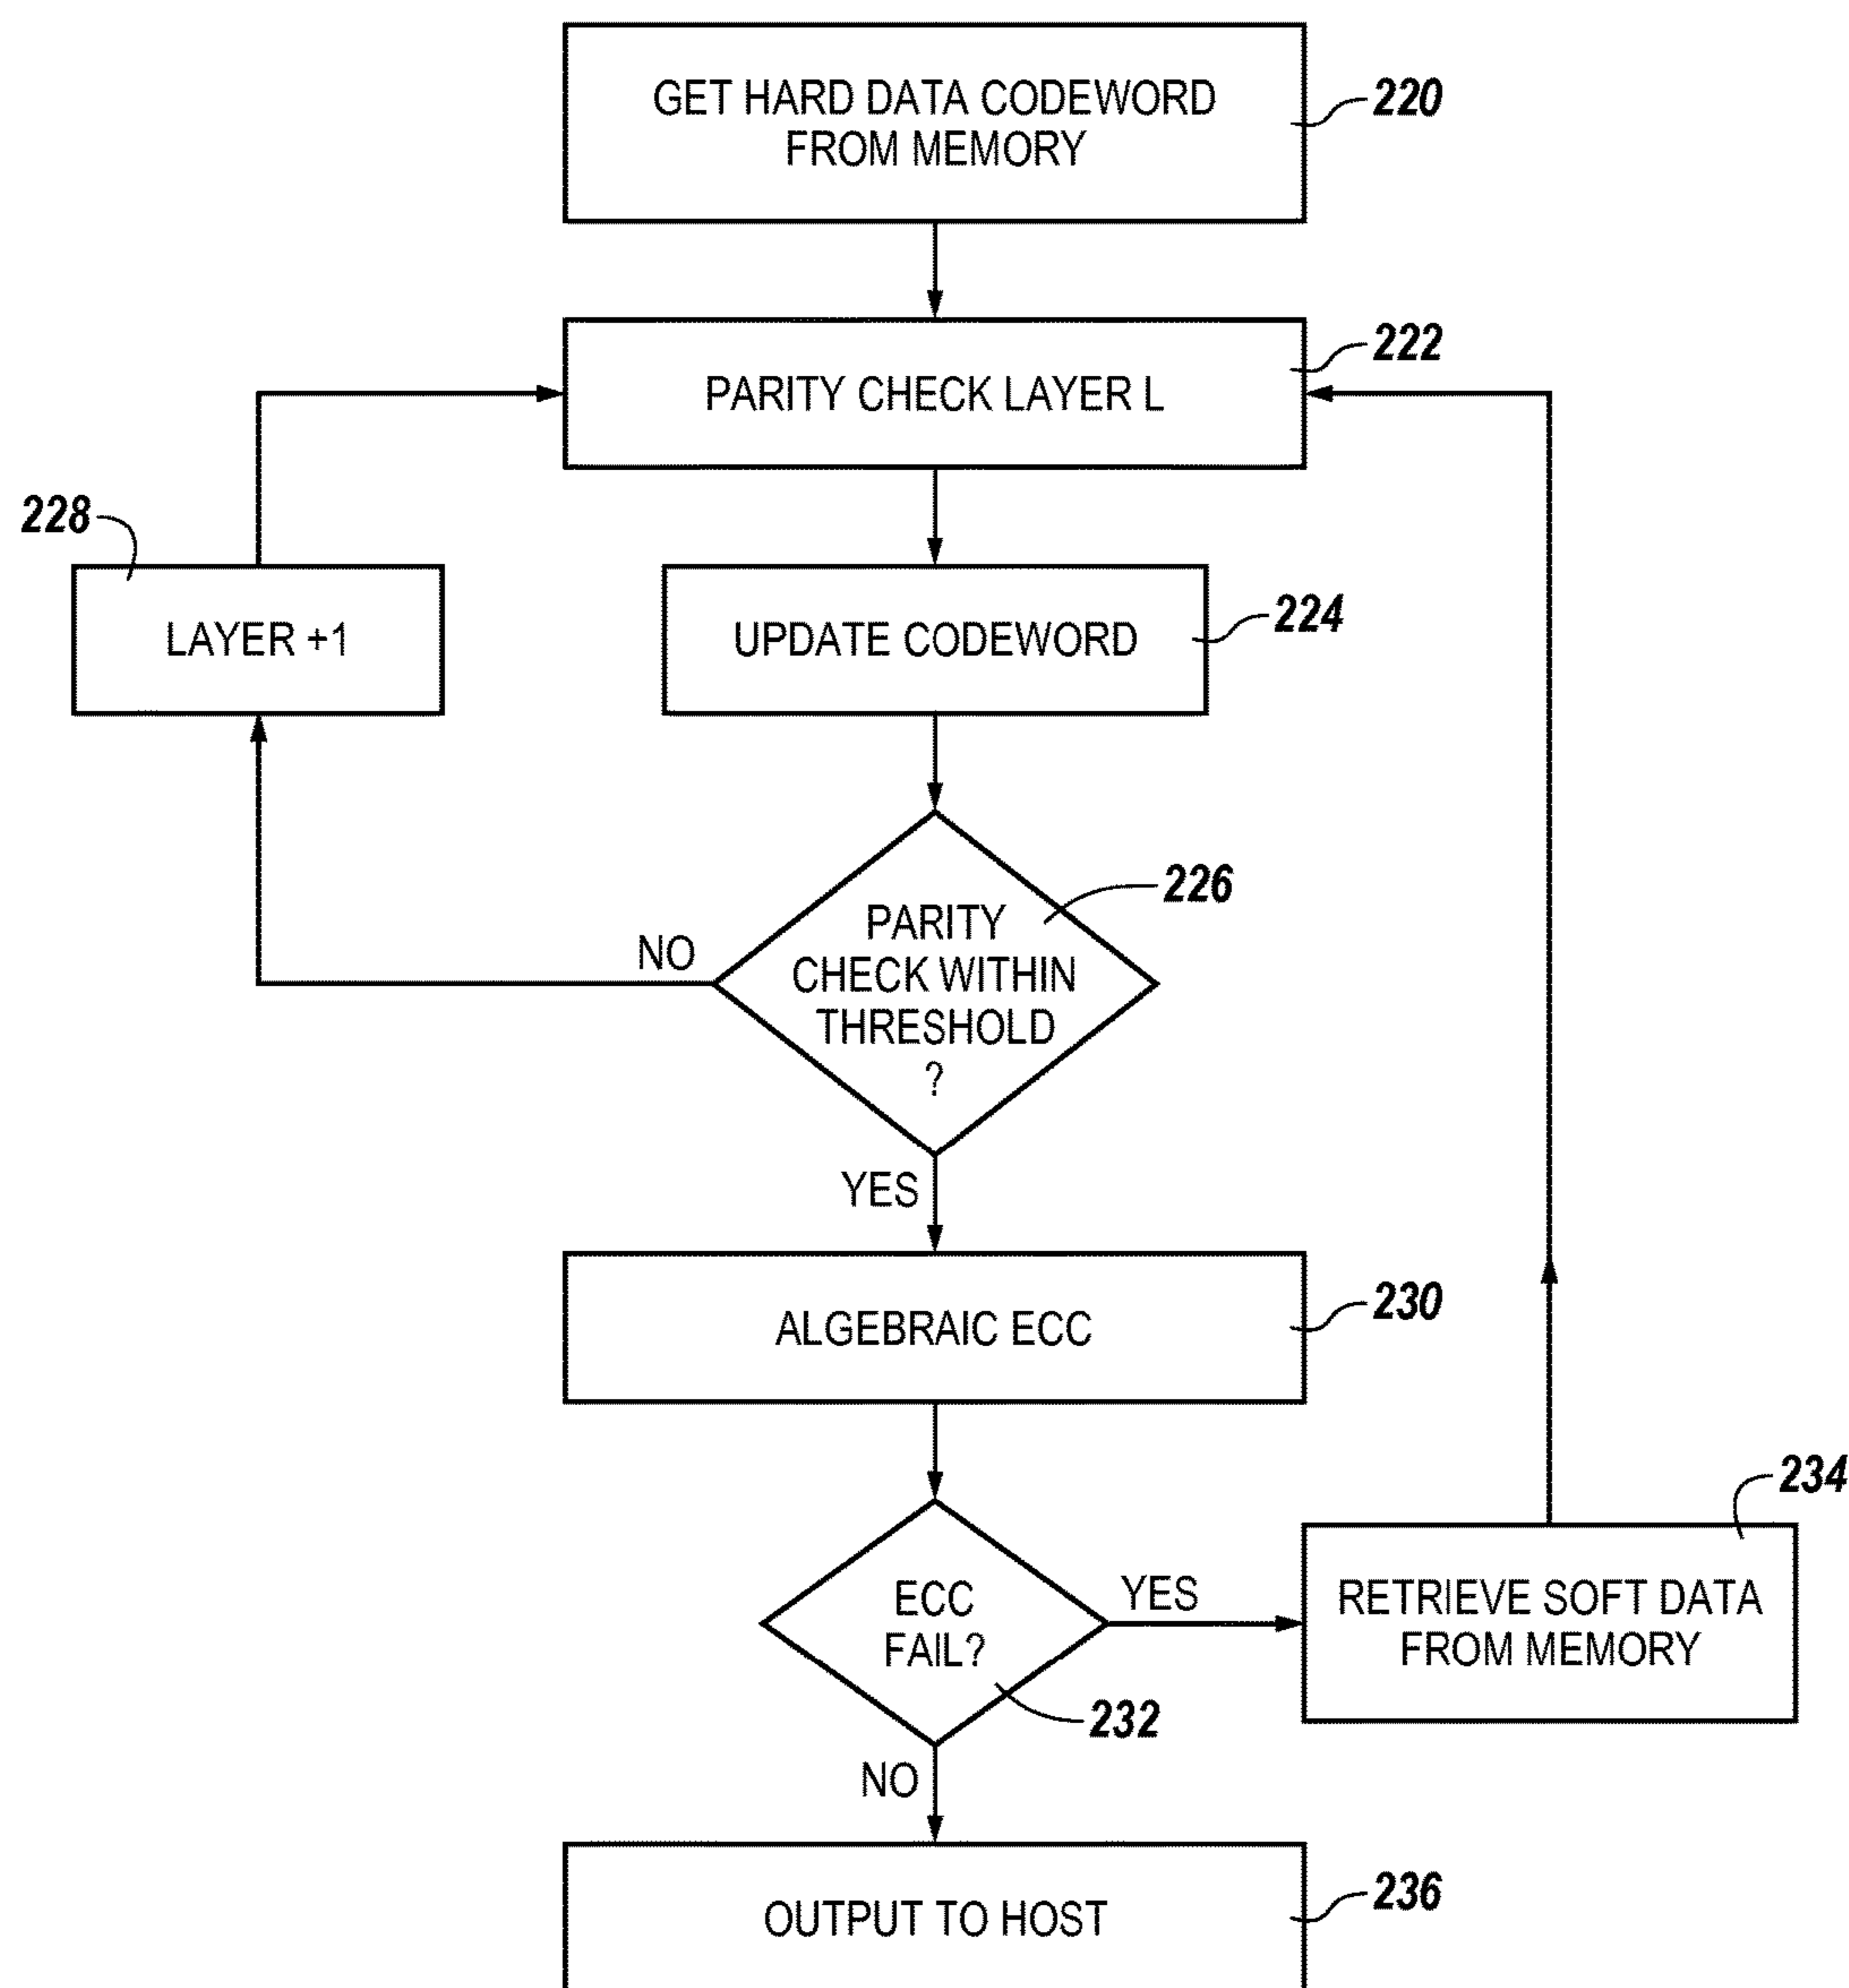 GET HARD DATA CODEWORD
FROM MEMORY
220
PARITY CHECK LAYER L
222
228
LAYER +1
UPDATE CODEWORD
224
226
PARITY
CHECK WITHIN
THRESHOLD
?
NO
YES
ALGEBRAIC ECC
230
ECC
FAIL?
232
YES
234
RETRIEVE SOFT DATA
FROM MEMORY
NO
OUTPUT TO HOST
236